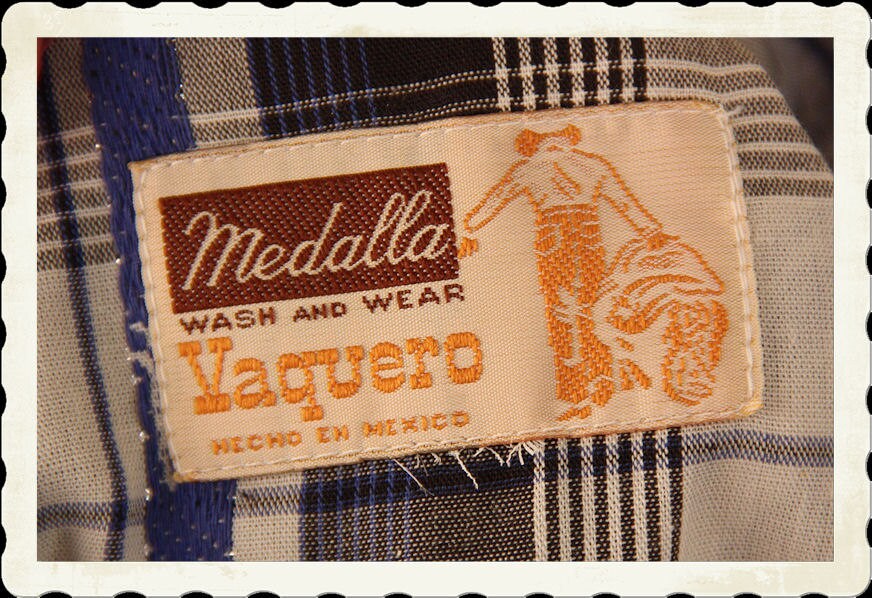 Medalla
WASH AND WEAR
Vaquero
HECHO EN MEXICO